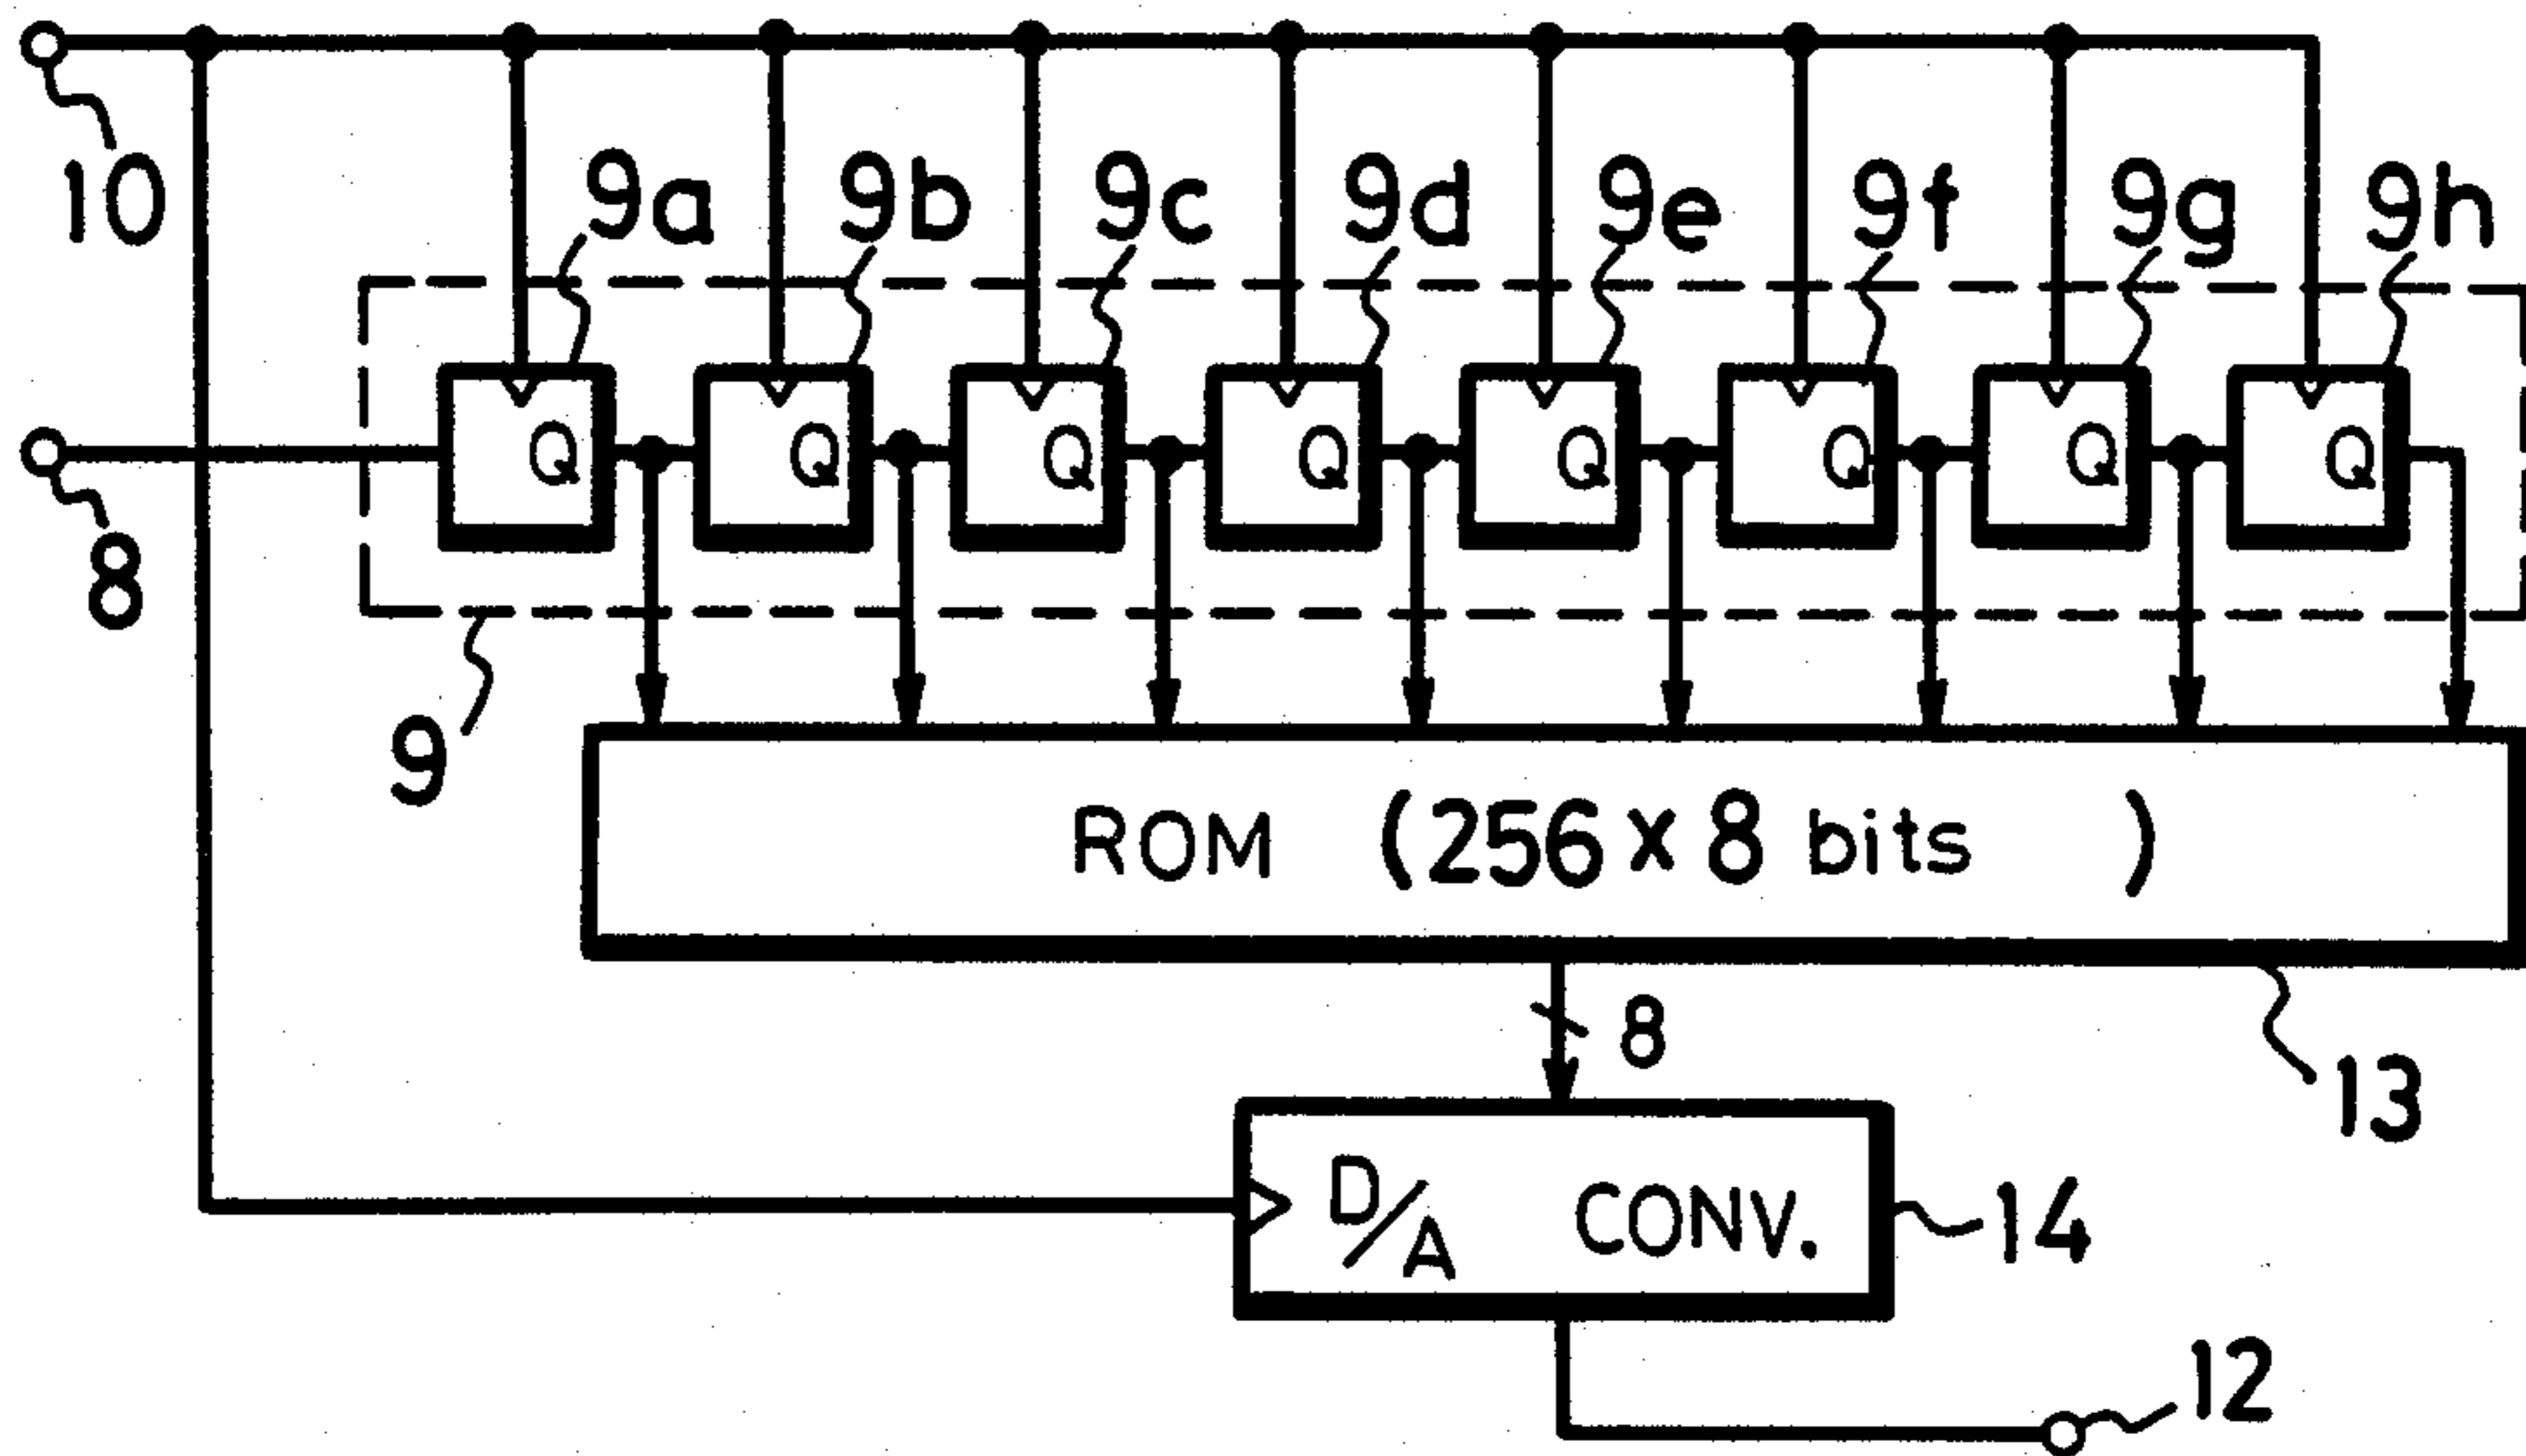 10
9a 9b 9c 9d 9e 9f 9g 9h
Q Q Q Q Q Q Q Q
8
9
ROM (256 x 8 bits )
8
13
D/A CONV.
14
12